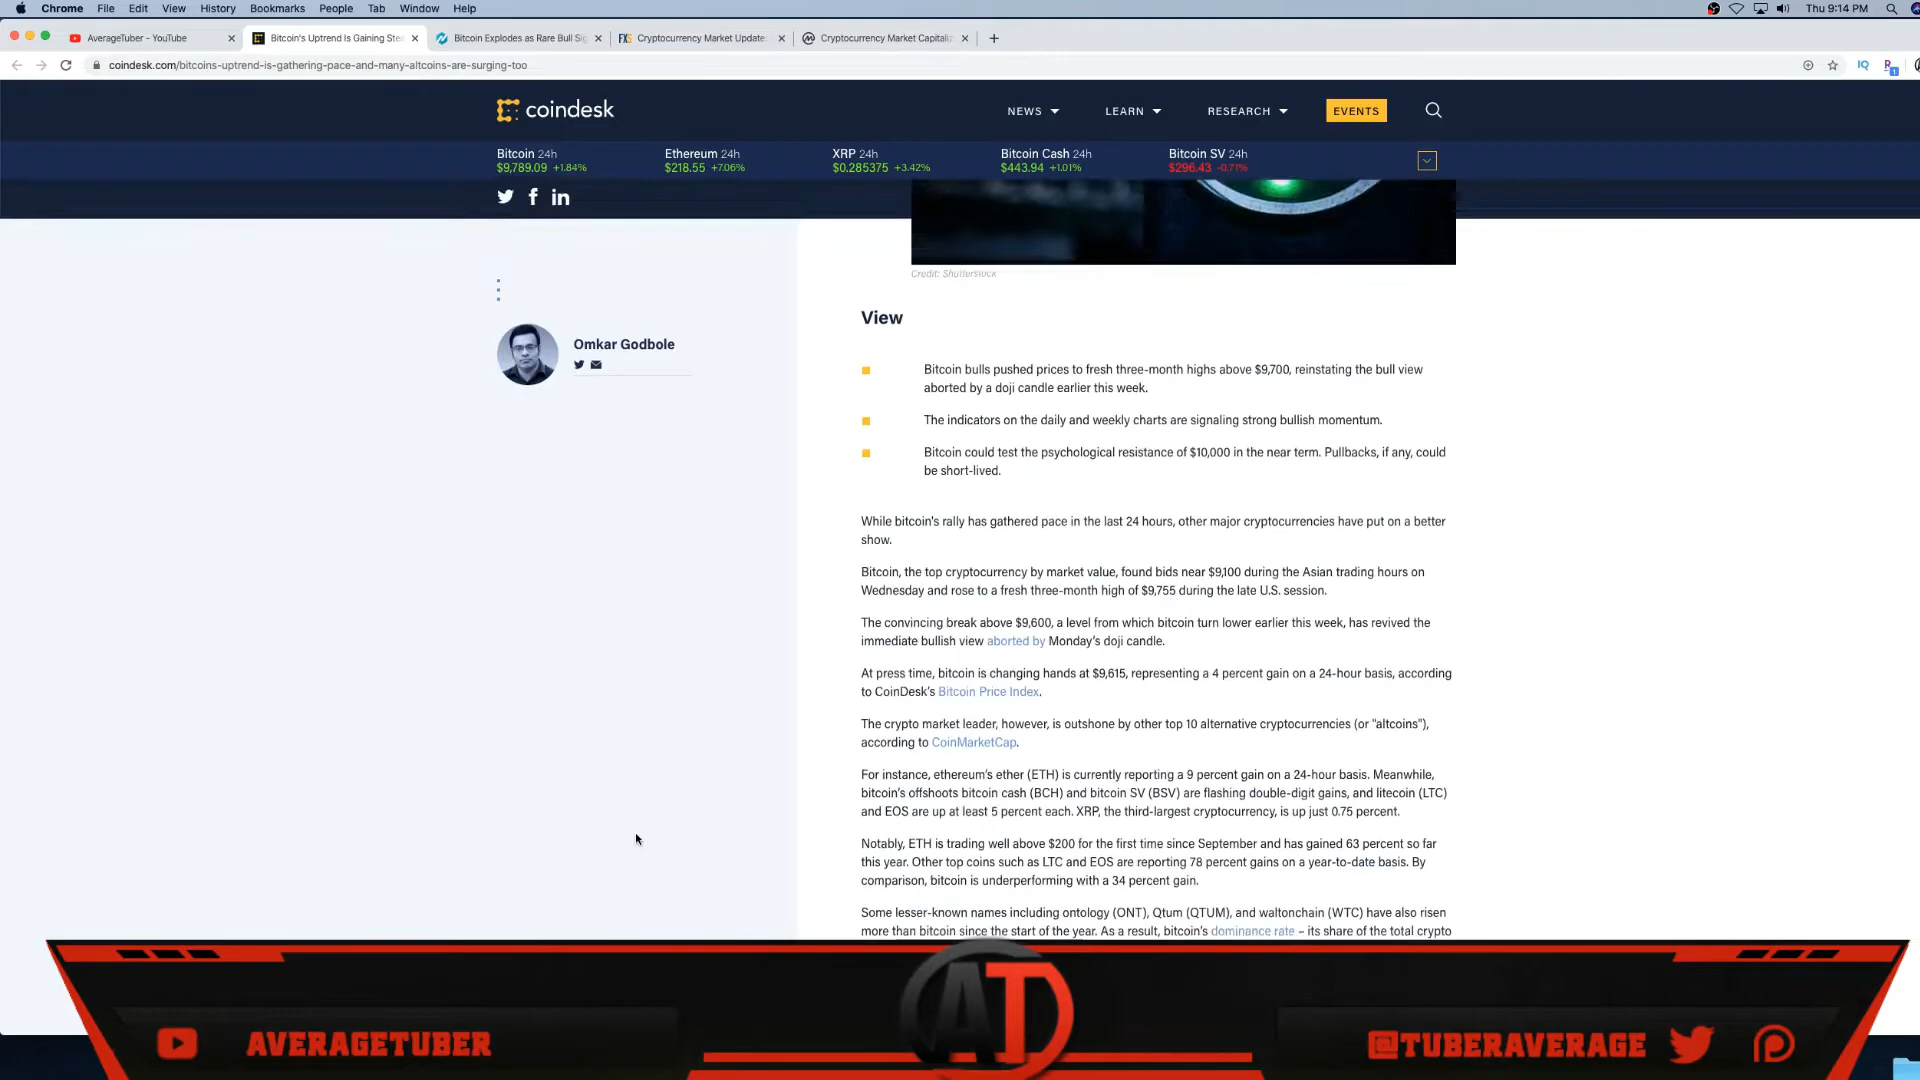 Chrome File Edit View History Bookmarks People Tab Window Help Thu 9:14 PM
AverageTuber - YouTube Bitcoin's Uptrend Is Gaining Stea Bitcoin Explodes as Rare Bull Sig FXS Cryptocurrency Market Update Cryptocurrency Market Capitaliz
coindesk.com/bitcoins-uptrend-is-gathering-pace-and-many-altcoins-are-surging-too IQ R 1
coindesk NEWS LEARN RESEARCH EVENTS
Bitcoin 24h Ethereum 24h XRP 24h Bitcoin Cash 24h Bitcoin SV 24h
$9,789.09 +1.84% $218.55 +7.06% $0.285375 +3.42% $443.94 +1.01% $296.43 -0.71%
Credit: Shutterstock
View
Omkar Godbole
Bitcoin bulls pushed prices to fresh three-month highs above $9,700, reinstating the bull view
aborted by a doji candle earlier this week.
The indicators on the daily and weekly charts are signaling strong bullish momentum.
Bitcoin could test the psychological resistance of $10,000 in the near term. Pullbacks, if any, could
be short-lived.
While bitcoin's rally has gathered pace in the last 24 hours, other major cryptocurrencies have put on a better
show.
Bitcoin, the top cryptocurrency by market value, found bids near $9,100 during the Asian trading hours on
Wednesday and rose to a fresh three-month high of $9,755 during the late U.S. session.
The convincing break above $9,600, a level from which bitcoin turn lower earlier this week, has revived the
immediate bullish view aborted by Monday's doji candle.
At press time, bitcoin is changing hands at $9,615, representing a 4 percent gain on a 24-hour basis, according
to CoinDesk's Bitcoin Price Index.
The crypto market leader, however, is outshone by other top 10 alternative cryptocurrencies (or "altcoins"),
according to CoinMarketCap.
For instance, ethereum's ether (ETH) is currently reporting a 9 percent gain on a 24-hour basis. Meanwhile,
bitcoin's offshoots bitcoin cash (BCH) and bitcoin SV (BSV) are flashing double-digit gains, and litecoin (LTC)
and EOS are up at least 5 percent each. XRP, the third-largest cryptocurrency, is up just 0.75 percent.
Notably, ETH is trading well above $200 for the first time since September and has gained 63 percent so far
this year. Other top coins such as LTC and EOS are reporting 78 percent gains on a year-to-date basis. By
comparison, bitcoin is underperforming with a 34 percent gain.
Some lesser-known names including ontology (ONT), Qtum (QTUM), and waltonchain (WTC) have also risen
more than bitcoin since the start of the year. As a result, bitcoin's dominance rate – its share of the total crypto
AT
AVERAGETUBER @TUBERAVERAGE